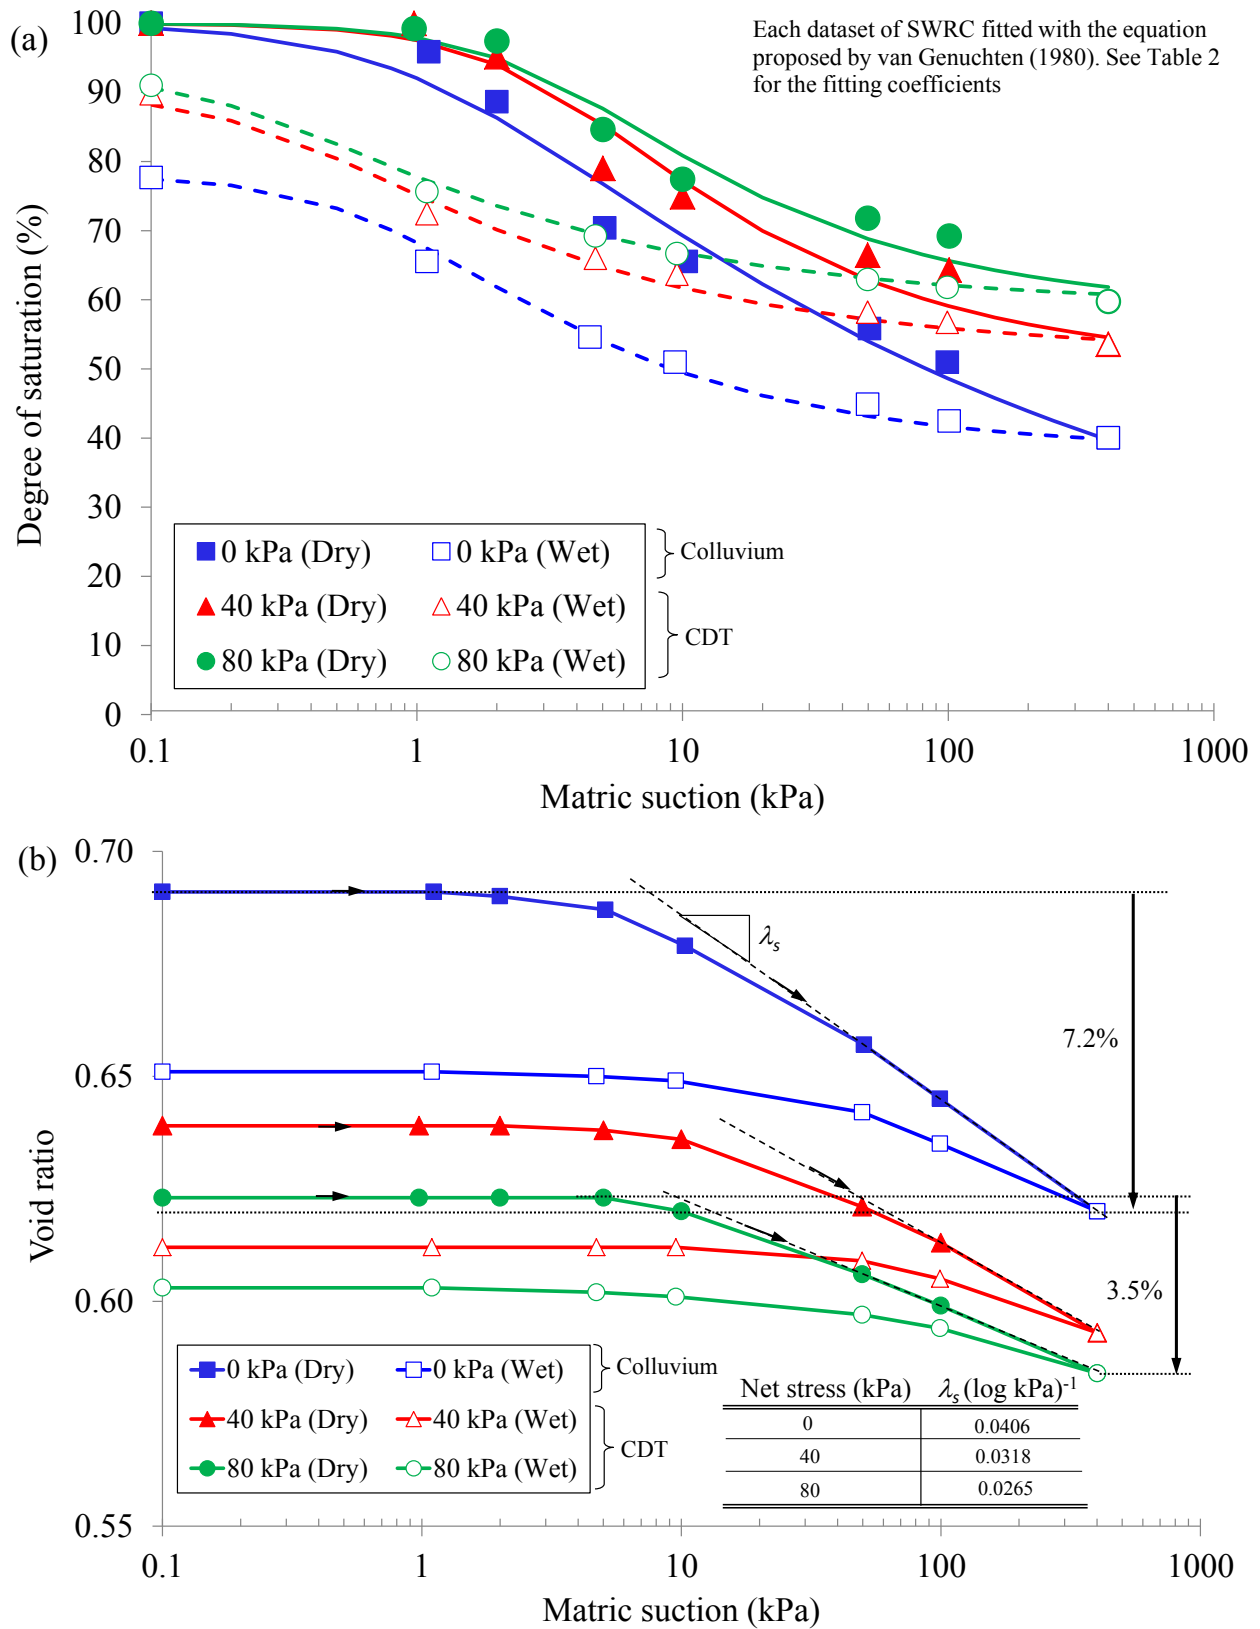 (a)
Each dataset of SWRC fitted with the equation
proposed by van Genuchten (1980). See Table 2
for the fitting coefficients
Degree of saturation (%)
100
90
80
70
60
50
40
30
20
10
0
0 kPa (Dry) 0 kPa (Wet) Colluvium
40 kPa (Dry) 40 kPa (Wet)
CDT
80 kPa (Dry) 80 kPa (Wet)
0.1 1 10 100 1000
Matric suction (kPa)
(b)
Void ratio
0.70
0.65
0.60
0.55
λs
7.2%
3.5%
0 kPa (Dry) 0 kPa (Wet) Colluvium
40 kPa (Dry) 40 kPa (Wet)
CDT
80 kPa (Dry) 80 kPa (Wet)
Net stress (kPa) λs (log kPa)-1
0 0.0406
40 0.0318
80 0.0265
0.1 1 10 100 1000
Matric suction (kPa)